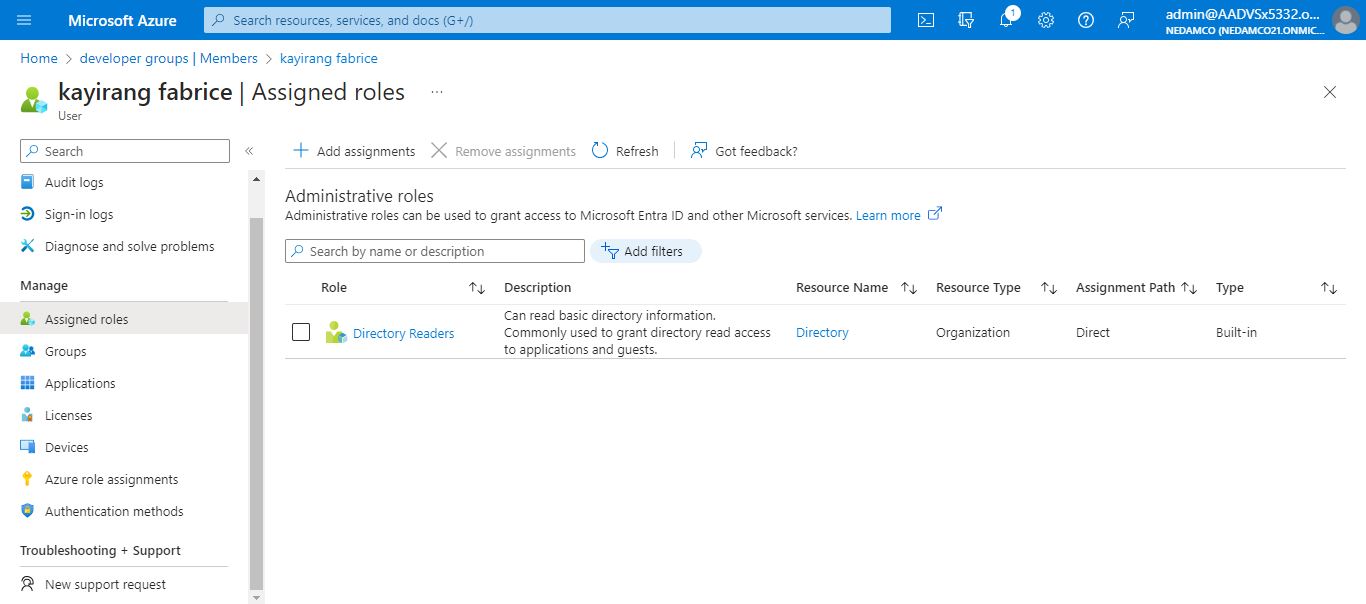 Microsoft Azure
Search resources, services, and docs (G+/)
1
admin@AADVSx5332.o...
NEDAMCO (NEDAMCO21.ONMIC...
Home > developer groups | Members > kayirang fabrice
kayirang fabrice | Assigned roles ...
User
Search
«
Audit logs
Sign-in logs
Diagnose and solve problems
Manage
Assigned roles
Groups
Applications
Licenses
Devices
Azure role assignments
Authentication methods
Troubleshooting + Support
New support request
Add assignments Remove assignments Refresh Got feedback?
Administrative roles
Administrative roles can be used to grant access to Microsoft Entra ID and other Microsoft services. Learn more
Search by name or description
Add filters
Role Description Resource Name Resource Type Assignment Path Type
Directory Readers
Can read basic directory information.
Commonly used to grant directory read access
to applications and guests.
Directory
Organization
Direct
Built-in